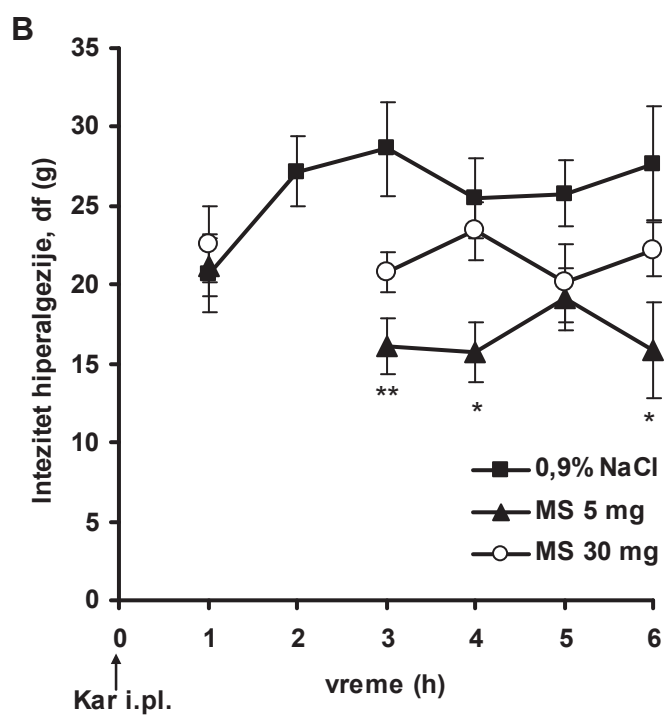 B
35
30
25
20
15
10
5
0
Intezitet hiperalgezije, df (g)
** * *
0,9% NaCl
MS 5 mg
MS 30 mg
0 1 2 3 4 5 6
vreme (h)
Kar i.pl.